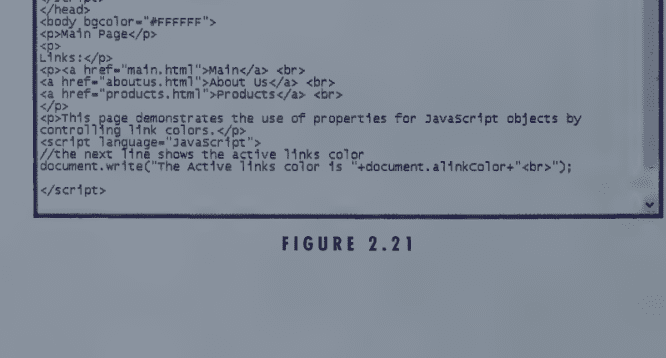 </script>
</head>
<body bgcolor="#FFFFFF">
<p>Main Page</p>
<p>
Links:</p>
<p><a href="main.html">Main</a> <br>
<a href="aboutus.html">About Us</a> <br>
<a href="products.html">Products</a> <br>
</p>
<p>This page demonstrates the use of properties for JavaScript objects by
controlling link colors.</p>
<script language="JavaScript">
//the next line shows the active links color
document.write("The Active links color is "+document.alinkColor+"<br>");
</script>
FIGURE 2.21